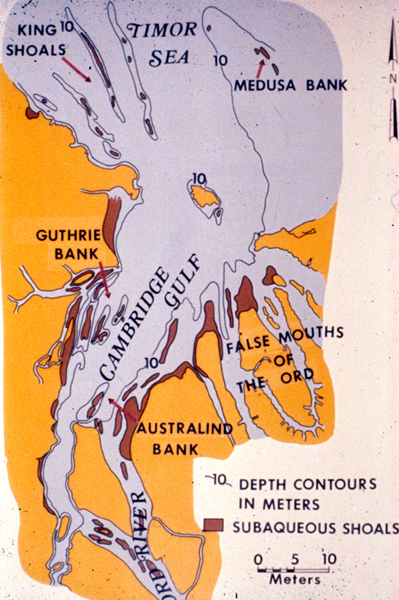 KING
SHOALS
10
TIMOR
SEA
10
MEDUSA BANK
N
10
GUTHRIE
BANK
CAMBRIDGE
GULF
10
FALSE MOUTHS
OF
THE ORD
AUSTRALIND
BANK
ORD RIVER
10 DEPTH CONTOURS
IN METERS
SUBAQUEOUS SHOALS
0 5 10
Meters